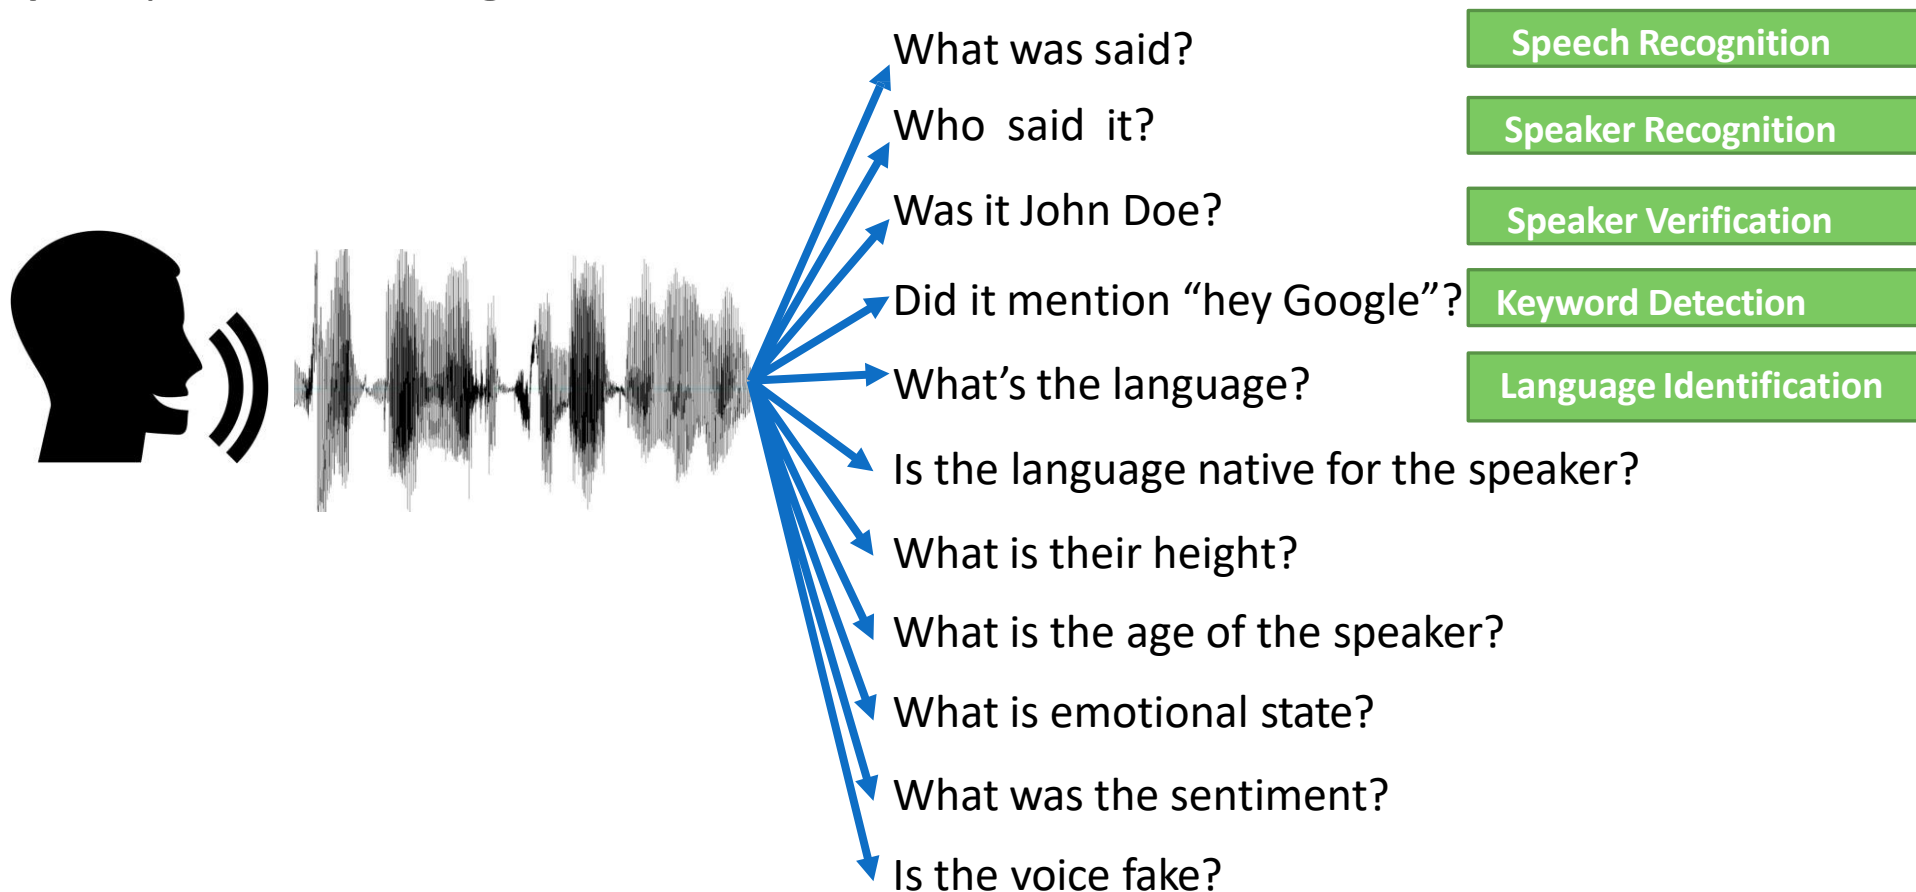 What was said? Speech Recognition
Who said it? Speaker Recognition
Was it John Doe? Speaker Verification
Did it mention “hey Google”? Keyword Detection
What’s the language? Language Identification
Is the language native for the speaker?
What is their height?
What is the age of the speaker?
What is emotional state?
What was the sentiment?
Is the voice fake?